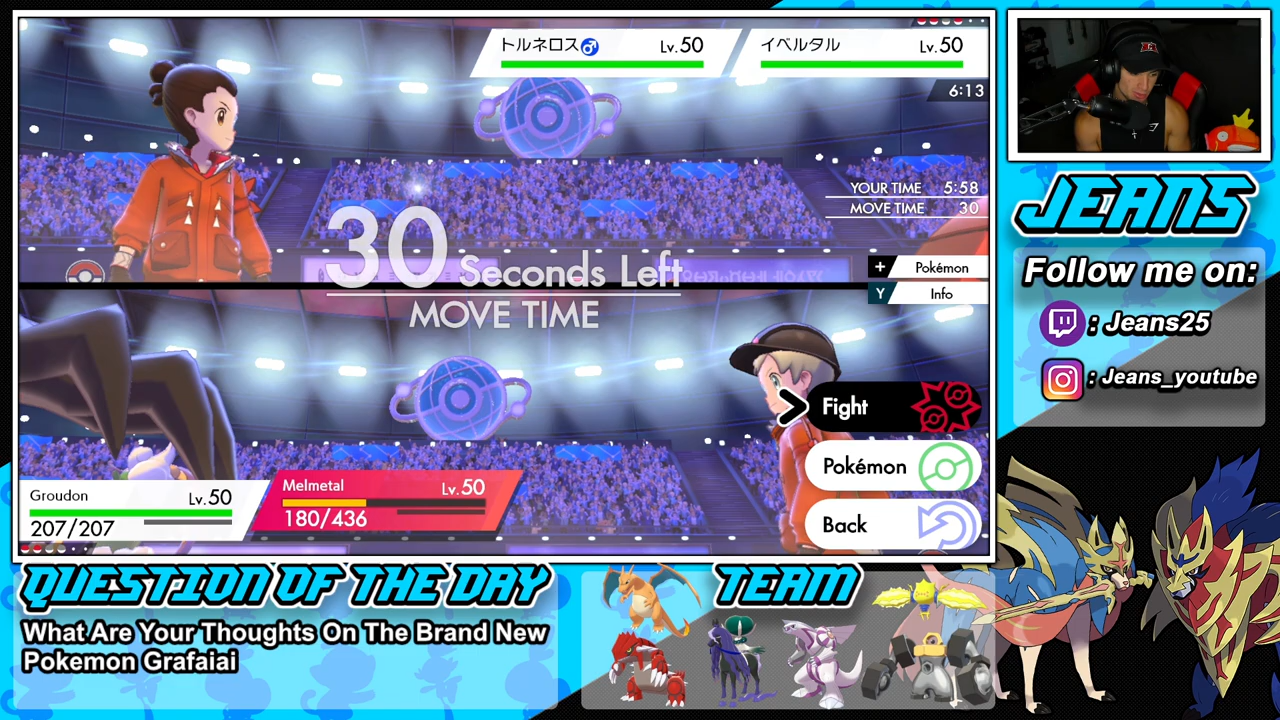 トルネロス♂ Lv.50
イベルタル Lv.50
6:13
YOUR TIME 5:58
MOVE TIME 30
30 Seconds Left
MOVE TIME
+ Pokémon
Y Info
Fight
Pokémon
Back
Groudon Lv.50
207/207
Melmetal Lv.50
180/436
JEANS
Follow me on:
: Jeans25
: Jeans_youtube
QUESTION OF THE DAY
What Are Your Thoughts On The Brand New
Pokemon Grafaiai
TEAM